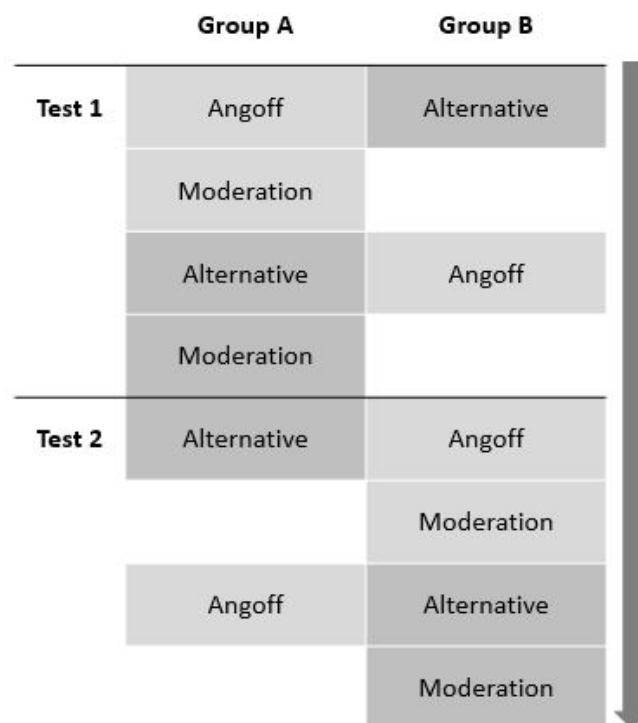 Group A Group B
Test 1 Angoff Alternative
Moderation
Alternative Angoff
Moderation
Test 2 Alternative Angoff
Moderation
Angoff Alternative
Moderation